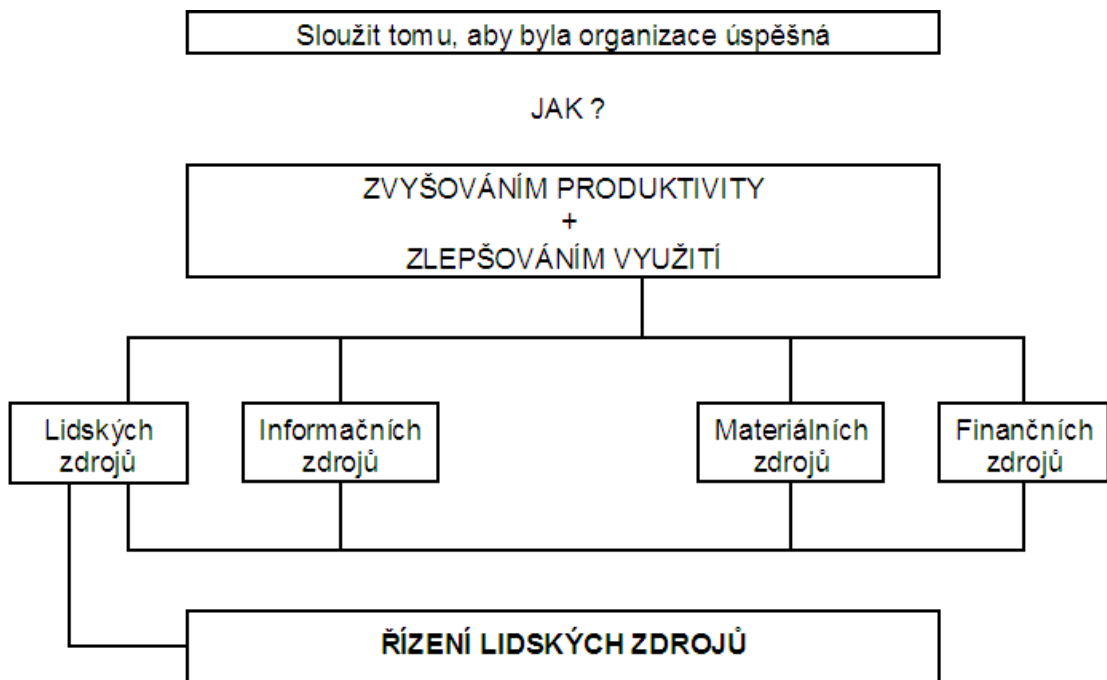 Sloužit tomu, aby byla organizace úspěšná
JAK ?
ZVYŠOVÁNÍM PRODUKTIVITY
+
ZLEPŠOVÁNÍM VYUŽITÍ
Lidských
zdrojů
Informačních
zdrojů
Materiálních
zdrojů
Finančních
zdrojů
ŘÍZENÍ LIDSKÝCH ZDROJŮ